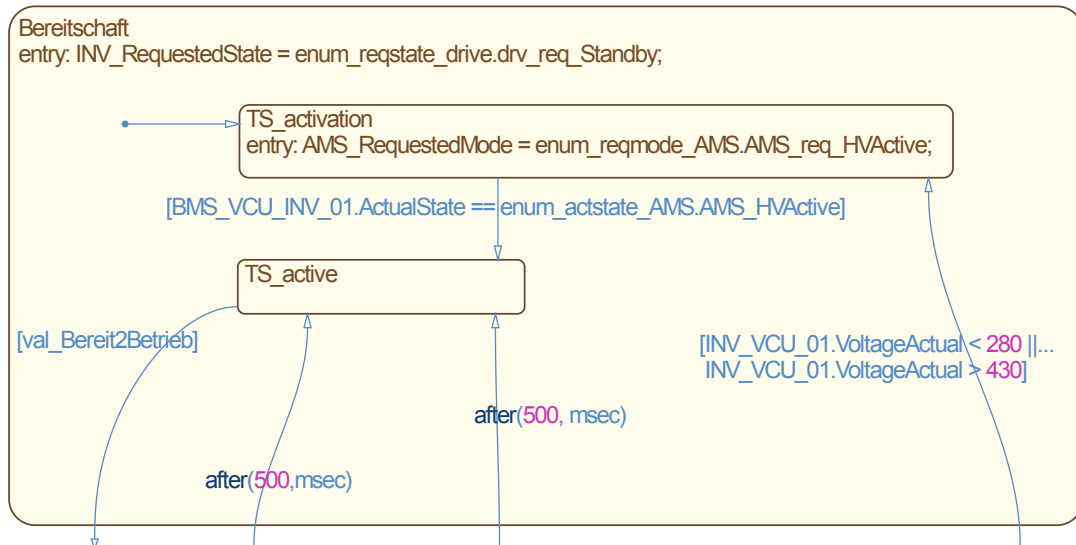 Bereitschaft
entry: INV_RequestedState = enum_reqstate_drive.drv_req_Standby;
TS_activation
entry: AMS_RequestedMode = enum_reqmode_AMS.AMS_req_HVActive;
[BMS_VCU_INV_01.ActualState == enum_actstate_AMS.AMS_HVActive]
TS_active
[val_Bereit2Betrieb]
[INV_VCU_01.VoltageActual < 280 ||...
INV_VCU_01.VoltageActual > 430]
after(500, msec)
after(500,msec)